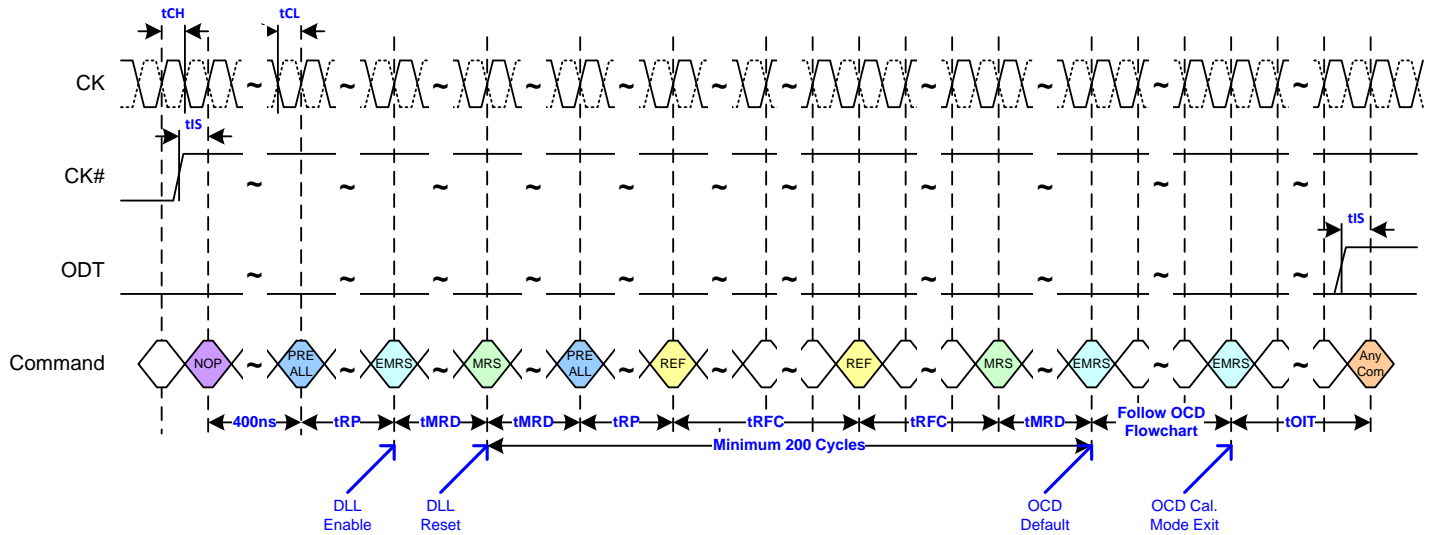 tCH
tCL
CK
~ ~ ~ ~ ~ ~ ~ ~ ~ ~ ~
tIS
CK#
~ ~ ~ ~ ~ ~ ~ ~ ~ ~ ~
tIS
ODT
~ ~ ~ ~ ~ ~ ~ ~ ~ ~ ~
Command
NOP
~
PRE
ALL
~
EMRS
~
MRS
~
PRE
ALL
~
REF
~
~
REF
~
MRS
~
EMRS
~
EMRS
~
Any
Com
400ns
tRP
tMRD
tMRD
tRP
tRFC
tRFC
tMRD
Follow OCD
Flowchart
tOIT
Minimum 200 Cycles
DLL
Enable
DLL
Reset
OCD
Default
OCD Cal.
Mode Exit